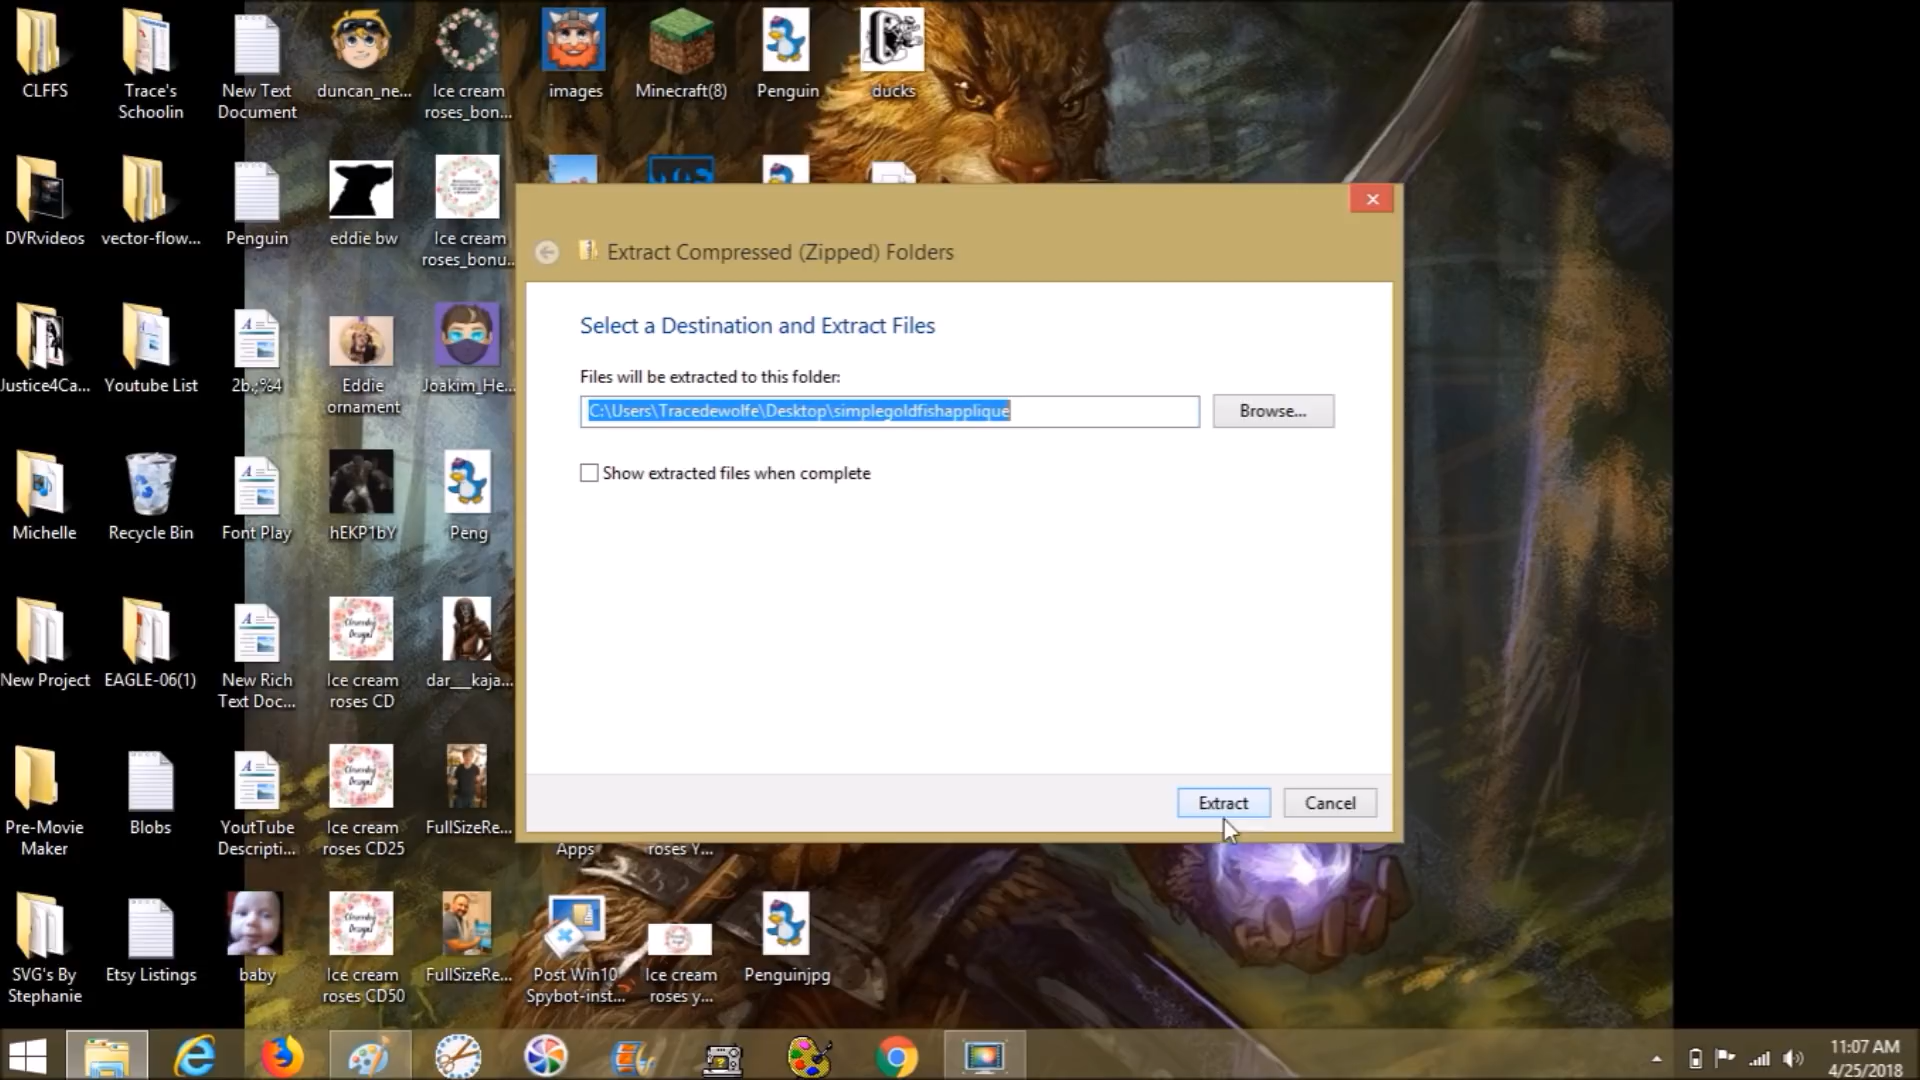 CLFFS
Trace's
Schoolin
New Text
Document
duncan_ne...
Ice cream
roses_bon...
images
Minecraft(8)
Penguin
ducks
DVRvideos
vector-flow...
Penguin
eddie bw
Ice cream
roses_bonu...
Extract Compressed (Zipped) Folders
Select a Destination and Extract Files
Files will be extracted to this folder:
C:\Users\Tracedewolfe\Desktop\simplegoldfishapplique
Browse...
Show extracted files when complete
Extract
Cancel
Justice4Ca...
Youtube List
2b.;%4
Eddie
ornament
Joakim_He...
Michelle
Recycle Bin
Font Play
hEKP1bY
Peng
New Project
EAGLE-06(1)
New Rich
Text Doc...
Ice cream
roses CD
dar___kaja...
Pre-Movie
Maker
Blobs
YoutTube
Descripti...
Ice cream
roses CD25
FullSizeRe...
Apps
roses Y...
SVG's By
Stephanie
Etsy Listings
baby
Ice cream
roses CD50
FullSizeRe...
Post Win10
Spybot-inst...
Ice cream
roses y...
Penguinjpg
11:07 AM
4/25/2018